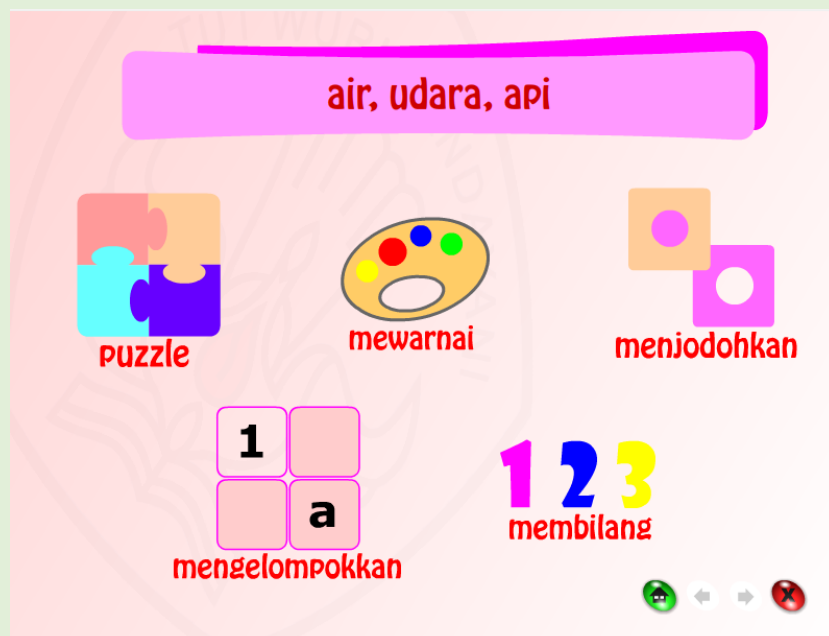 air, udara, api
puzzle
mewarnai
menjodohkan
1
a
mengelompokkan
1 2 3
membilang
X